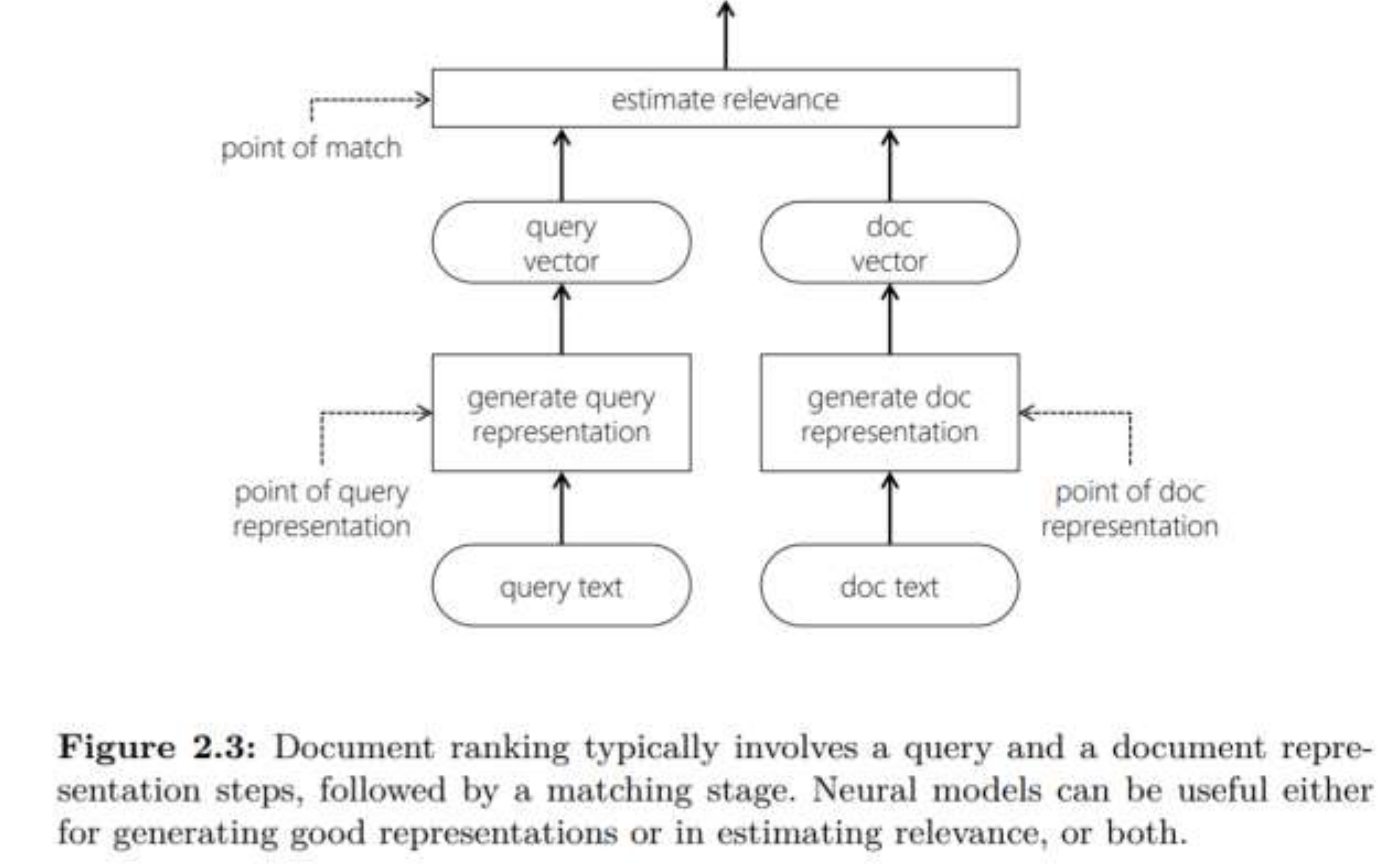 estimate relevance
point of match
query
vector
doc
vector
generate query
representation
generate doc
representation
point of query
representation
point of doc
representation
query text
doc text
Figure 2.3: Document ranking typically involves a query and a document repre-
sentation steps, followed by a matching stage. Neural models can be useful either
for generating good representations or in estimating relevance, or both.